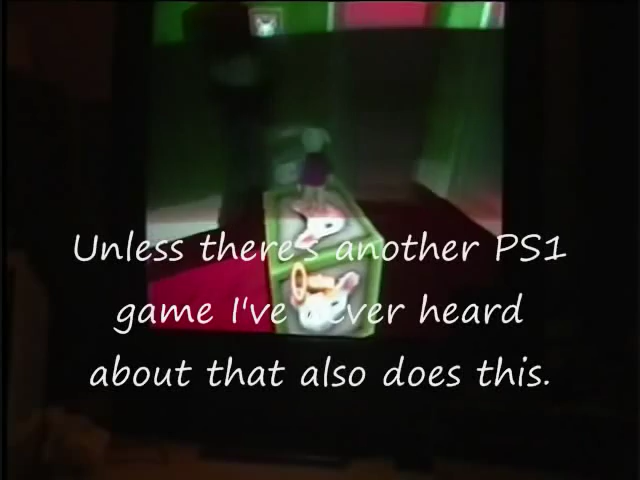 Unless there's another PS1
game I've never heard
about that also does this.